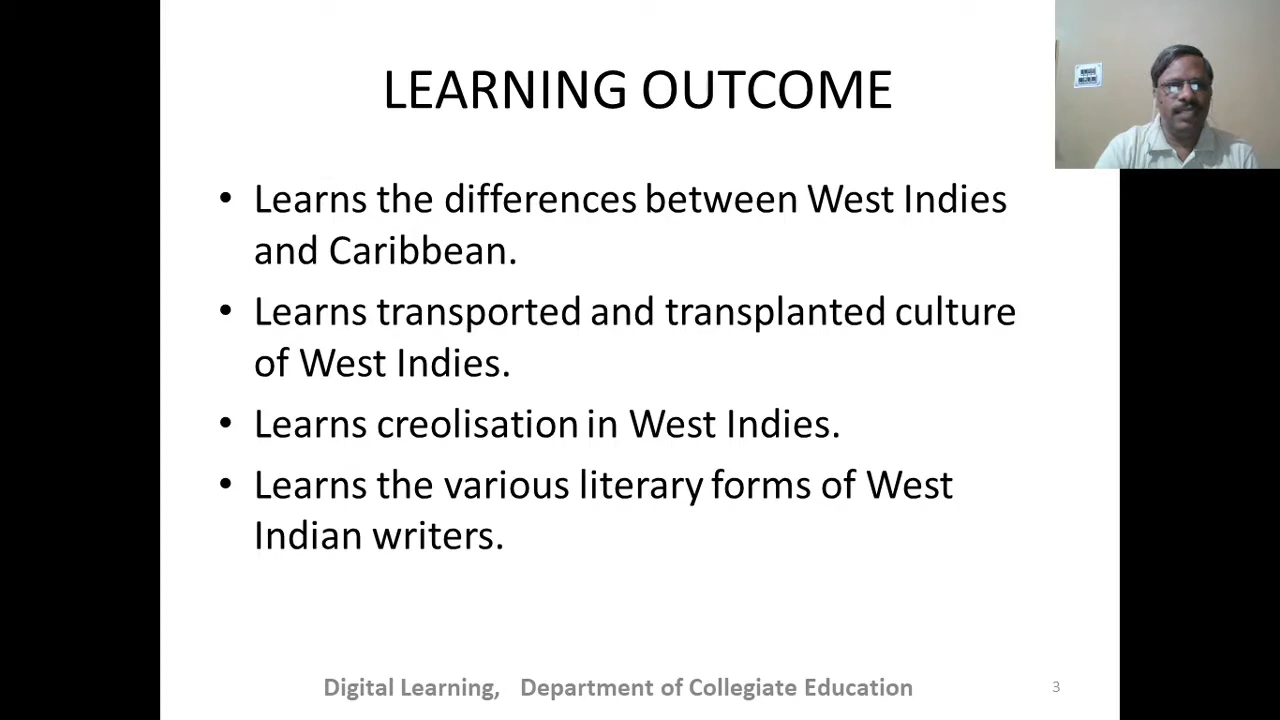 LEARNING OUTCOME
• Learns the differences between West Indies
and Caribbean.
• Learns transported and transplanted culture
of West Indies.
• Learns creolisation in West Indies.
• Learns the various literary forms of West
Indian writers.
Digital Learning, Department of Collegiate Education 3